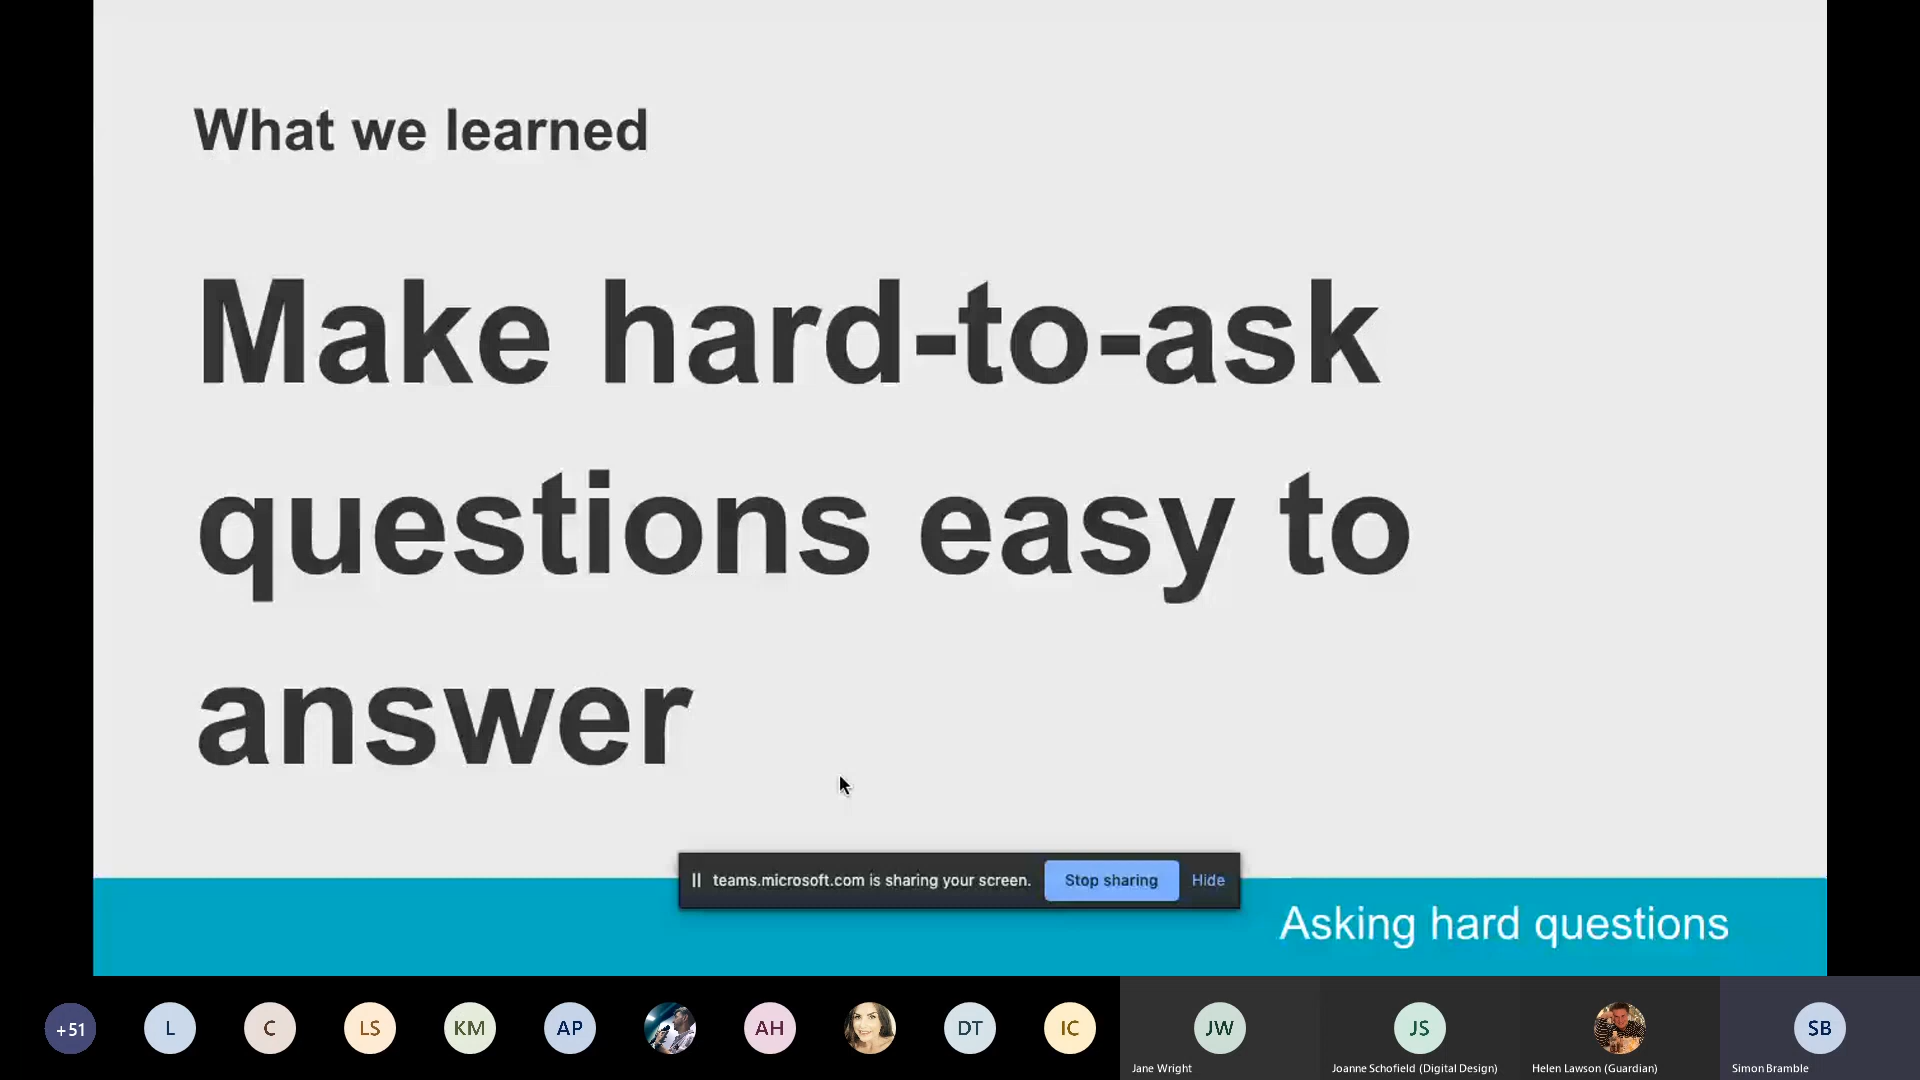 What we learned
Make hard-to-ask
questions easy to
answer
teams.microsoft.com is sharing your screen.
Stop sharing
Hide
Asking hard questions
+51
L
C
LS
KM
AP
AH
DT
IC
JW
JS
SB
Jane Wright
Joanne Schofield (Digital Design)
Helen Lawson (Guardian)
Simon Bramble